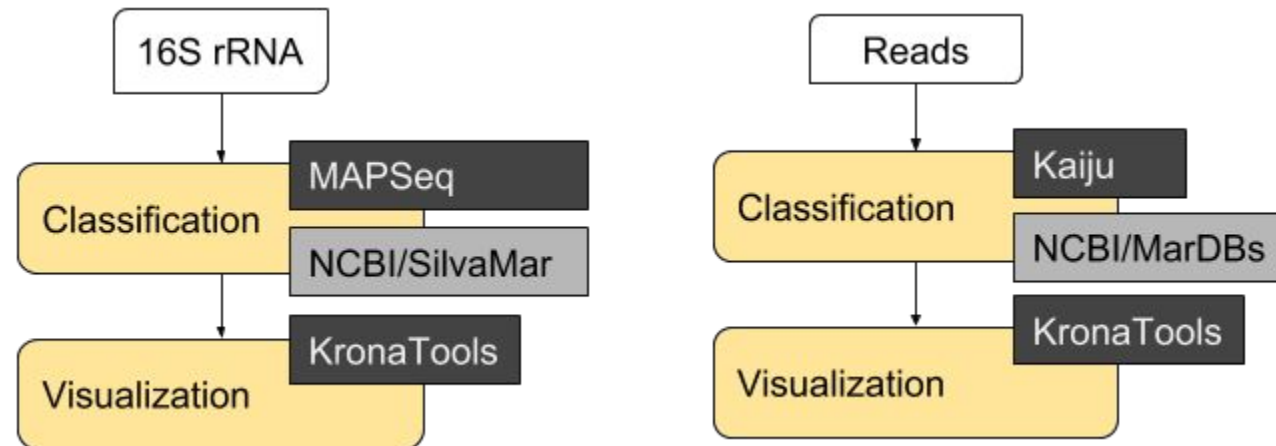 16S rRNA
MAPSeq
Classification
NCBI/SilvaMar
KronaTools
Visualization
Reads
Kaiju
Classification
NCBI/MarDBs
KronaTools
Visualization